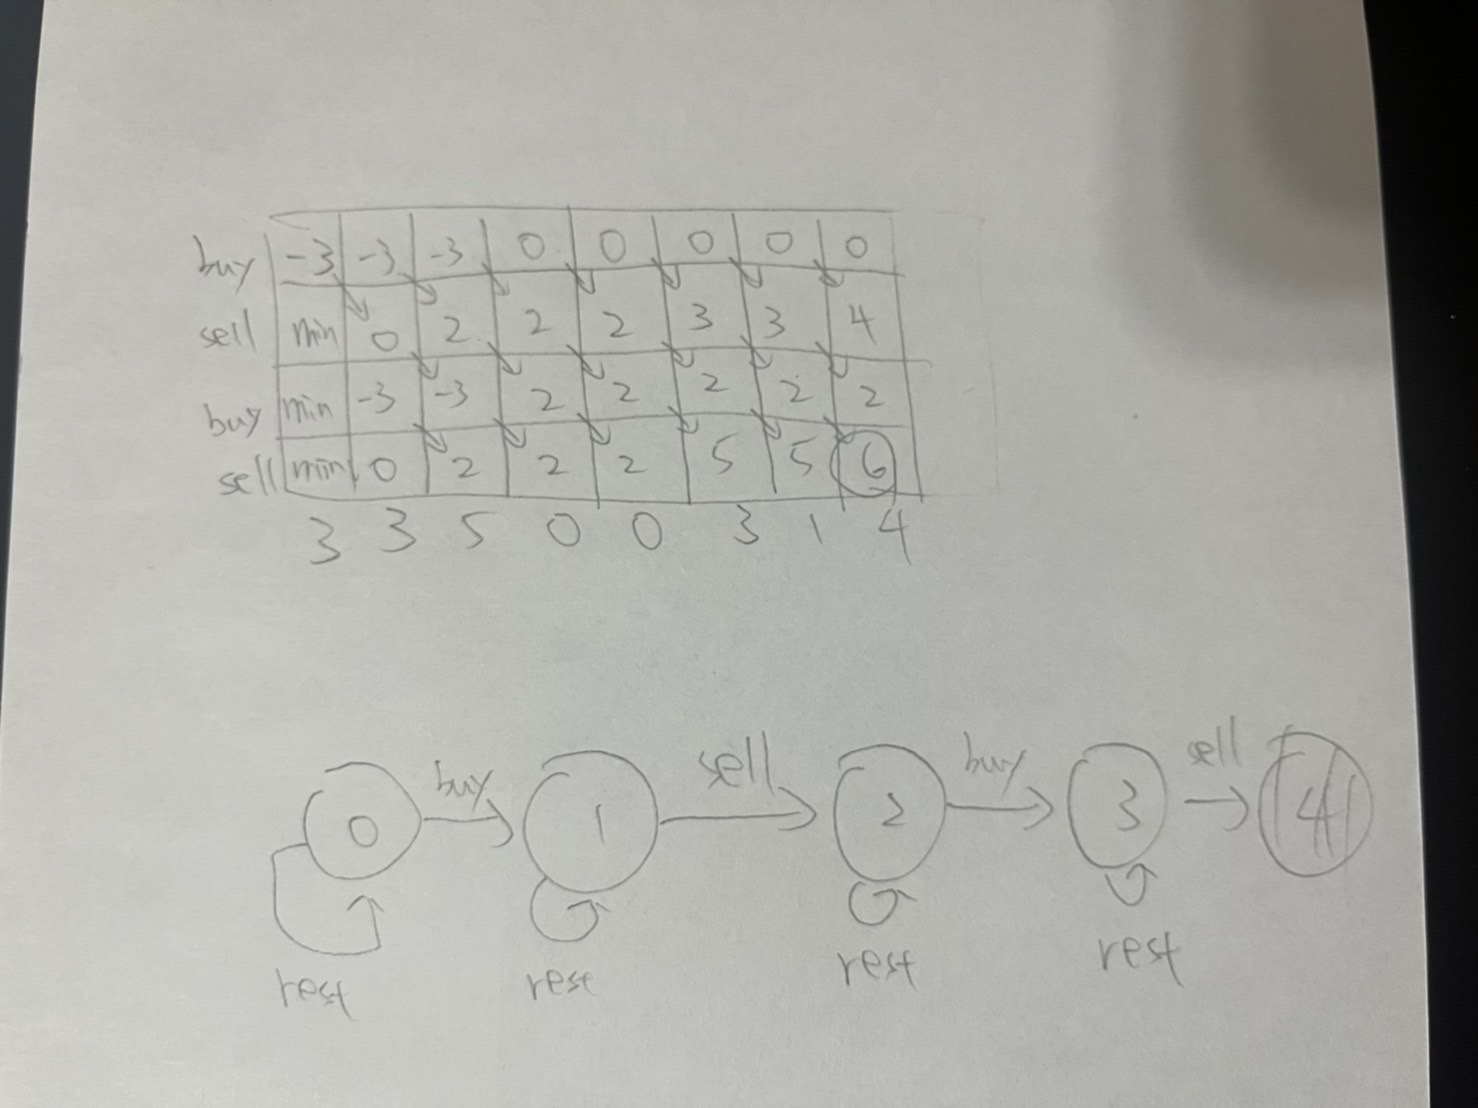 buy -3 -3 -3 0 0 0 0 0
sell min 0 2 2 2 3 3 4
buy min -3 -3 2 2 2 2 2
sell min 0 2 2 2 5 5 6
3 3 5 0 0 3 1 4
buy sell buy sell
0 1 2 3 4
rest rest rest rest